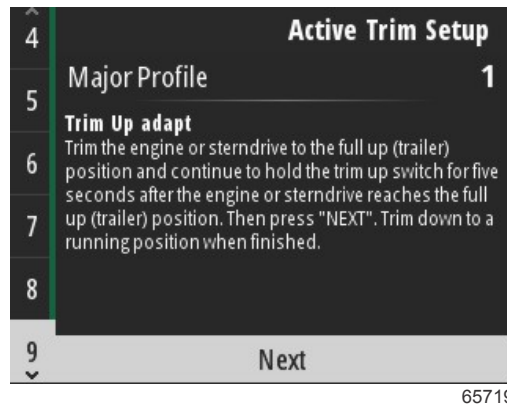 Active Trim Setup
4
Major Profile 1
5
Trim Up adapt
Trim the engine or sterndrive to the full up (trailer)
6
position and continue to hold the trim up switch for five
seconds after the engine or sterndrive reaches the full
7
up (trailer) position. Then press "NEXT". Trim down to a
running position when finished.
8
9
Next
65719